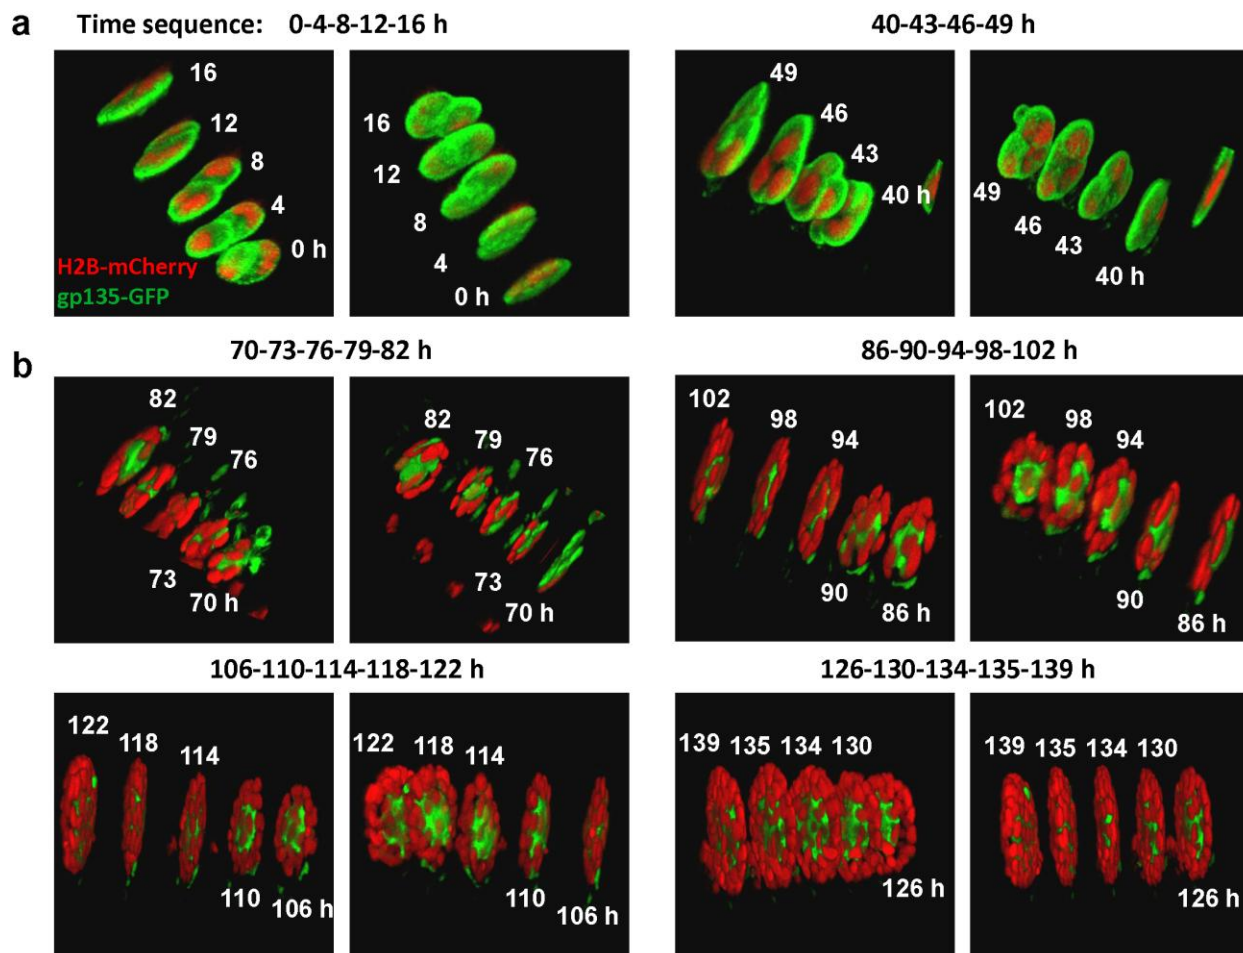 a
Time sequence: 0-4-8-12-16 h
40-43-46-49 h
16
12
8
4
0 h
H2B-mCherry
gp135-GFP
16
12
8
4
0 h
49
46
43
40 h
49
46
43
40 h
b
70-73-76-79-82 h
86-90-94-98-102 h
82
79
76
73
70 h
82
79
76
73
70 h
102
98
94
90
86 h
102
98
94
90
86 h
106-110-114-118-122 h
126-130-134-135-139 h
122
118
114
110
106 h
122
118
114
110
106 h
139 135 134 130
126 h
139 135 134 130
126 h